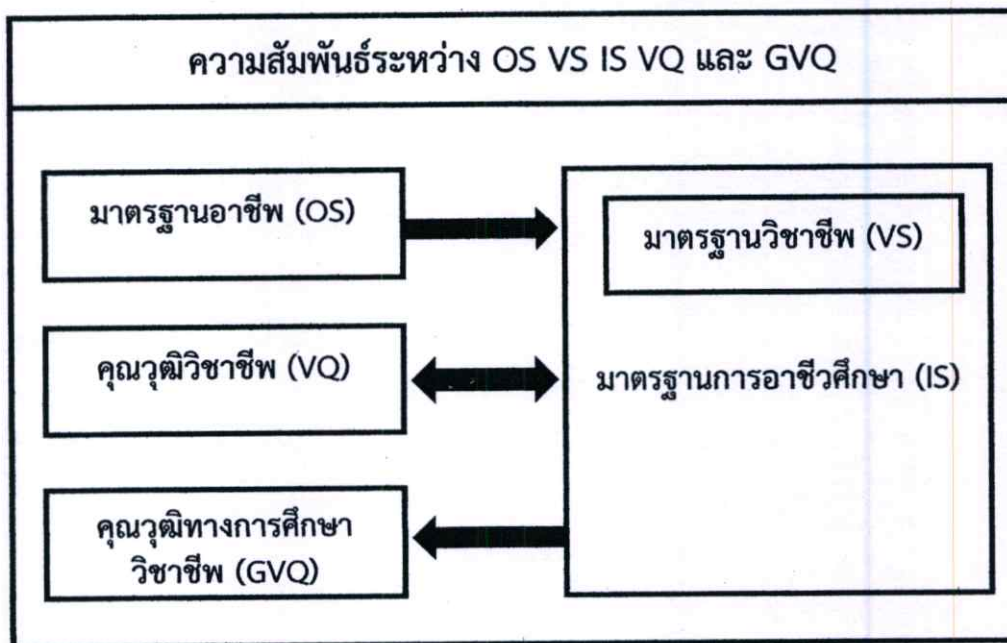 ความสัมพันธ์ระหว่าง OS VS IS VQ และ GVQ
มาตรฐานอาชีพ (OS)
มาตรฐานวิชาชีพ (VS)
คุณวุฒิวิชาชีพ (VQ)
มาตรฐานการอาชีวศึกษา (IS)
คุณวุฒิทางการศึกษา
วิชาชีพ (GVQ)